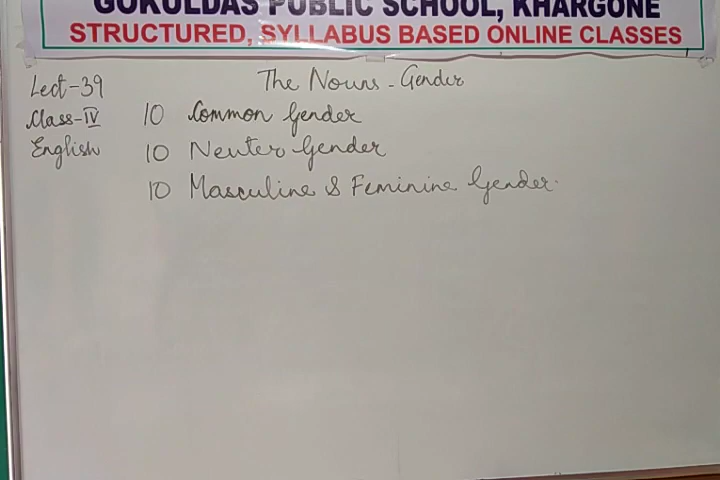 GOKULDAS PUBLIC SCHOOL, KHARGONE
STRUCTURED, SYLLABUS BASED ONLINE CLASSES
Lect-39
The Nouns - Gender
Class-IV
10 Common Gender
English
10 Neuter Gender
10 Masculine & Feminine Gender.